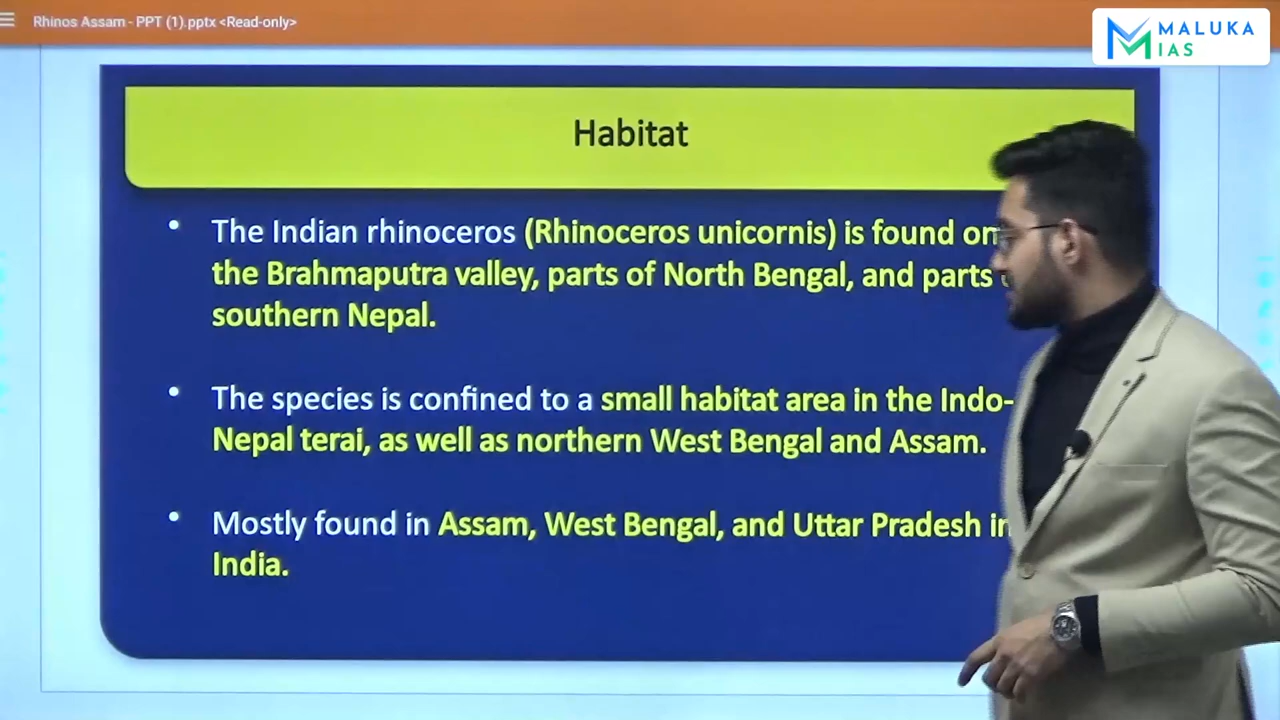 Rhinos Assam - PPT (1).pptx <Read-only>
MALUKA
IAS
Habitat
• The Indian rhinoceros (Rhinoceros unicornis) is found
the Brahmaputra valley, parts of North Bengal, and parts
southern Nepal.
• The species is confined to a small habitat area in the Indo-
Nepal terai, as well as northern West Bengal and Assam.
• Mostly found in Assam, West Bengal, and Uttar Pradesh in
India.